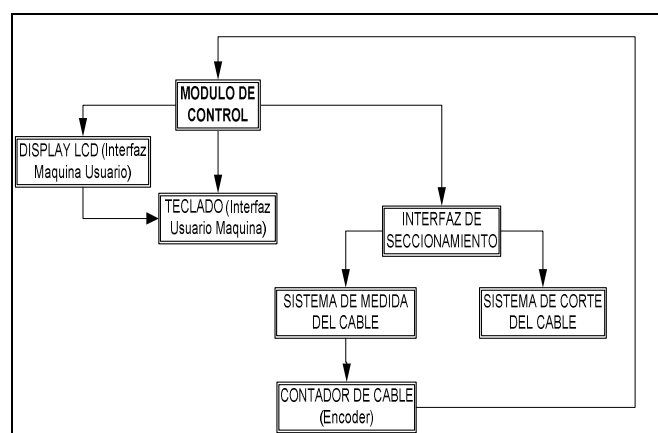 MODULO DE
CONTROL
DISPLAY LCD (Interfaz
Maquina Usuario)
TECLADO (Interfaz
Usuario Maquina)
INTERFAZ DE
SECCIONAMIENTO
SISTEMA DE MEDIDA
DEL CABLE
SISTEMA DE CORTE
DEL CABLE
CONTADOR DE CABLE
(Encoder)